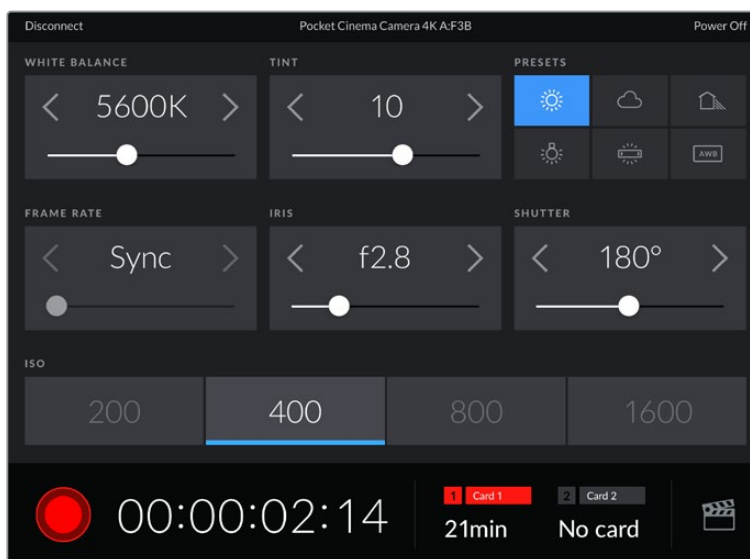 Disconnect Pocket Cinema Camera 4K A:F3B Power Off
WHITE BALANCE TINT PRESETS
5600K 10
AWB
FRAME RATE IRIS SHUTTER
Sync f2.8 180°
ISO
200 400 800 1600
00:00:02:14
1 Card 1 2 Card 2
21min No card